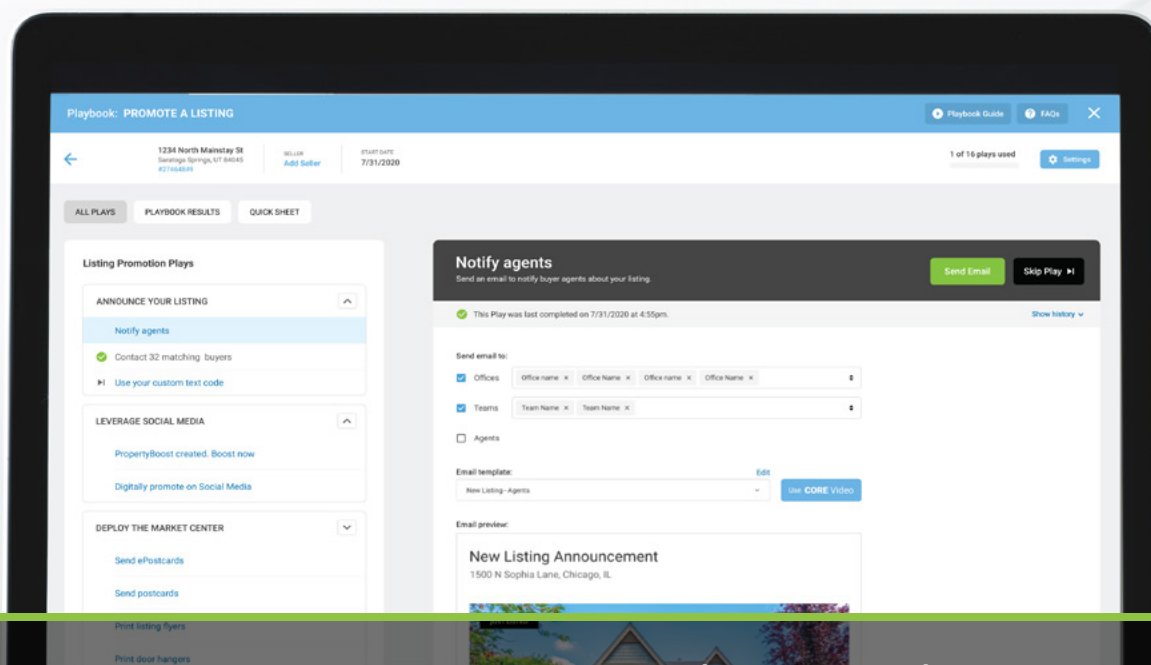 Playbook: PROMOTE A LISTING
Playbook Guide
FAQs
1234 North Mainstay St
Saratoga Springs, UT 84045
#27464849
SELLER
Add Seller
START DATE
7/31/2020
1 of 16 plays used
Settings
ALL PLAYS
PLAYBOOK RESULTS
QUICK SHEET
Listing Promotion Plays
ANNOUNCE YOUR LISTING
Notify agents
Contact 32 matching buyers
Use your custom text code
LEVERAGE SOCIAL MEDIA
PropertyBoost created. Boost now
Digitally promote on Social Media
DEPLOY THE MARKET CENTER
Send ePostcards
Send postcards
Print listing flyers
Print door hangers
Notify agents
Send an email to notify buyer agents about your listing.
Send Email
Skip Play
This Play was last completed on 7/31/2020 at 4:55pm.
Show history
Send email to:
Offices
Office name × Office Name × Office name × Office Name ×
Teams
Team Name × Team Name ×
Agents
Email template:
Edit
New Listing - Agents
Use CORE Video
Email preview:
New Listing Announcement
1500 N Sophia Lane, Chicago, IL